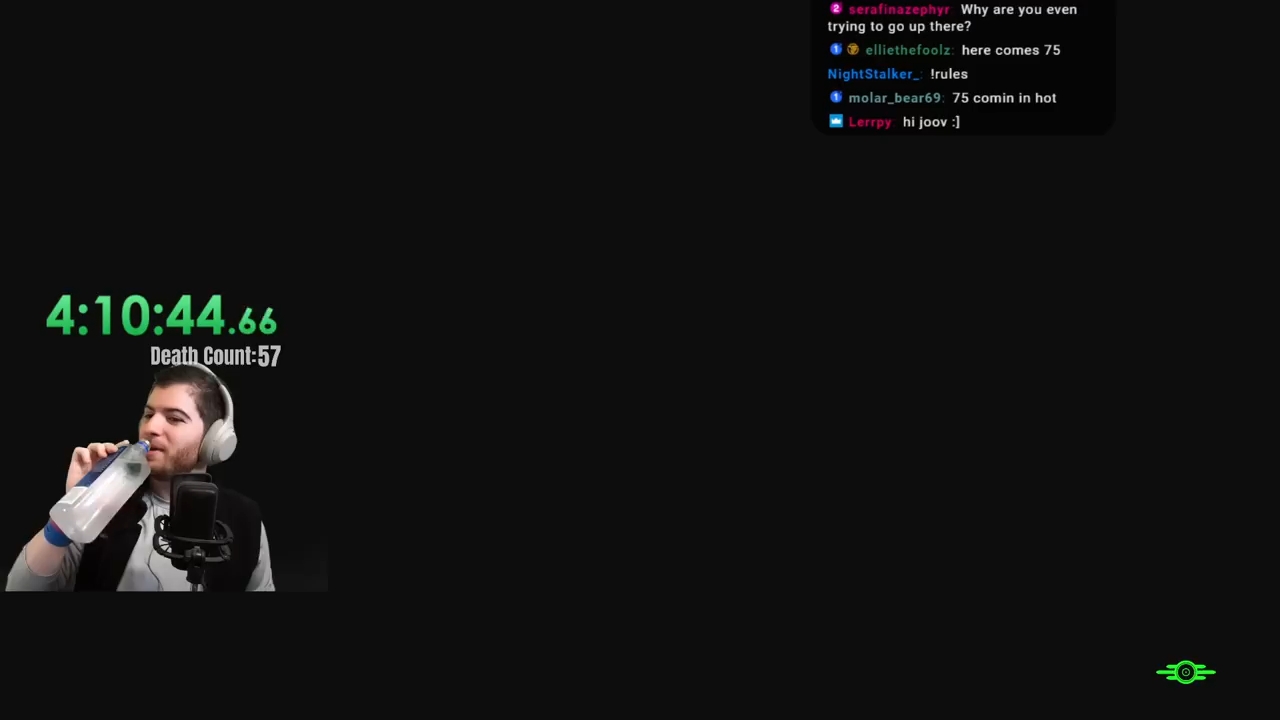 serafinazephyr Why are you even
trying to go up there?
elliethefoolz: here comes 75
NightStalker_: !rules
molar_bear69: 75 comin in hot
Lerrpy hi joov :]
4:10:44.66
Death Count:57